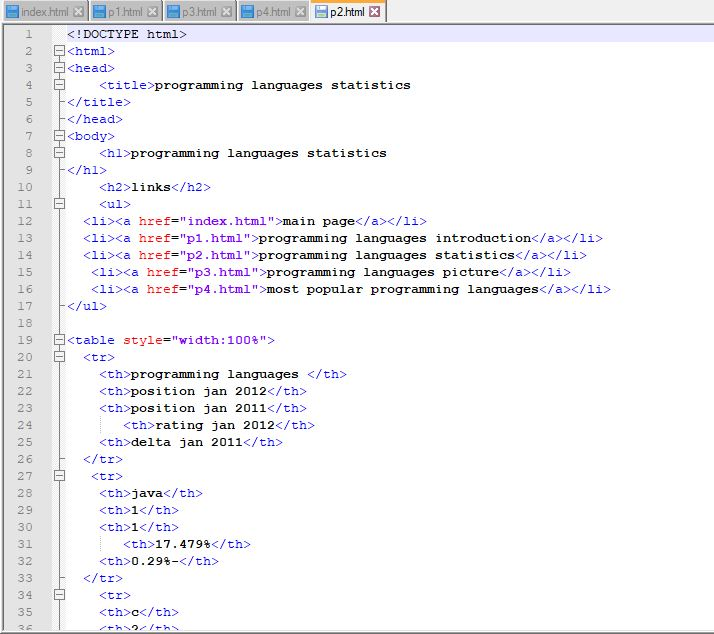 index.html p1.html p3.html p4.html p2.html
1 <!DOCTYPE html>
2 <html>
3 <head>
4 <title>programming languages statistics
5 </title>
6 </head>
7 <body>
8 <h1>programming languages statistics
9 </h1>
10 <h2>links</h2>
11 <ul>
12 <li><a href="index.html">main page</a></li>
13 <li><a href="p1.html">programming languages introduction</a></li>
14 <li><a href="p2.html">programming languages statistics</a></li>
15 <li><a href="p3.html">programming languages picture</a></li>
16 <li><a href="p4.html">most popular programming languages</a></li>
17 </ul>
18
19 <table style="width:100%">
20 <tr>
21 <th>programming languages </th>
22 <th>position jan 2012</th>
23 <th>position jan 2011</th>
24 <th>rating jan 2012</th>
25 <th>delta jan 2011</th>
26 </tr>
27 <tr>
28 <th>java</th>
29 <th>1</th>
30 <th>1</th>
31 <th>17.479%</th>
32 <th>0.29%-</th>
33 </tr>
34 <tr>
35 <th>c</th>
36 <th>2</th>